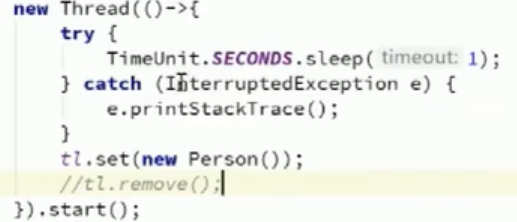 new Thread(()->{
try {
TimeUnit.SECONDS.sleep( timeout: 1);
} catch (InterruptedException e) {
e.printStackTrace();
}
tl.set(new Person());
//tl.remove();
}).start();